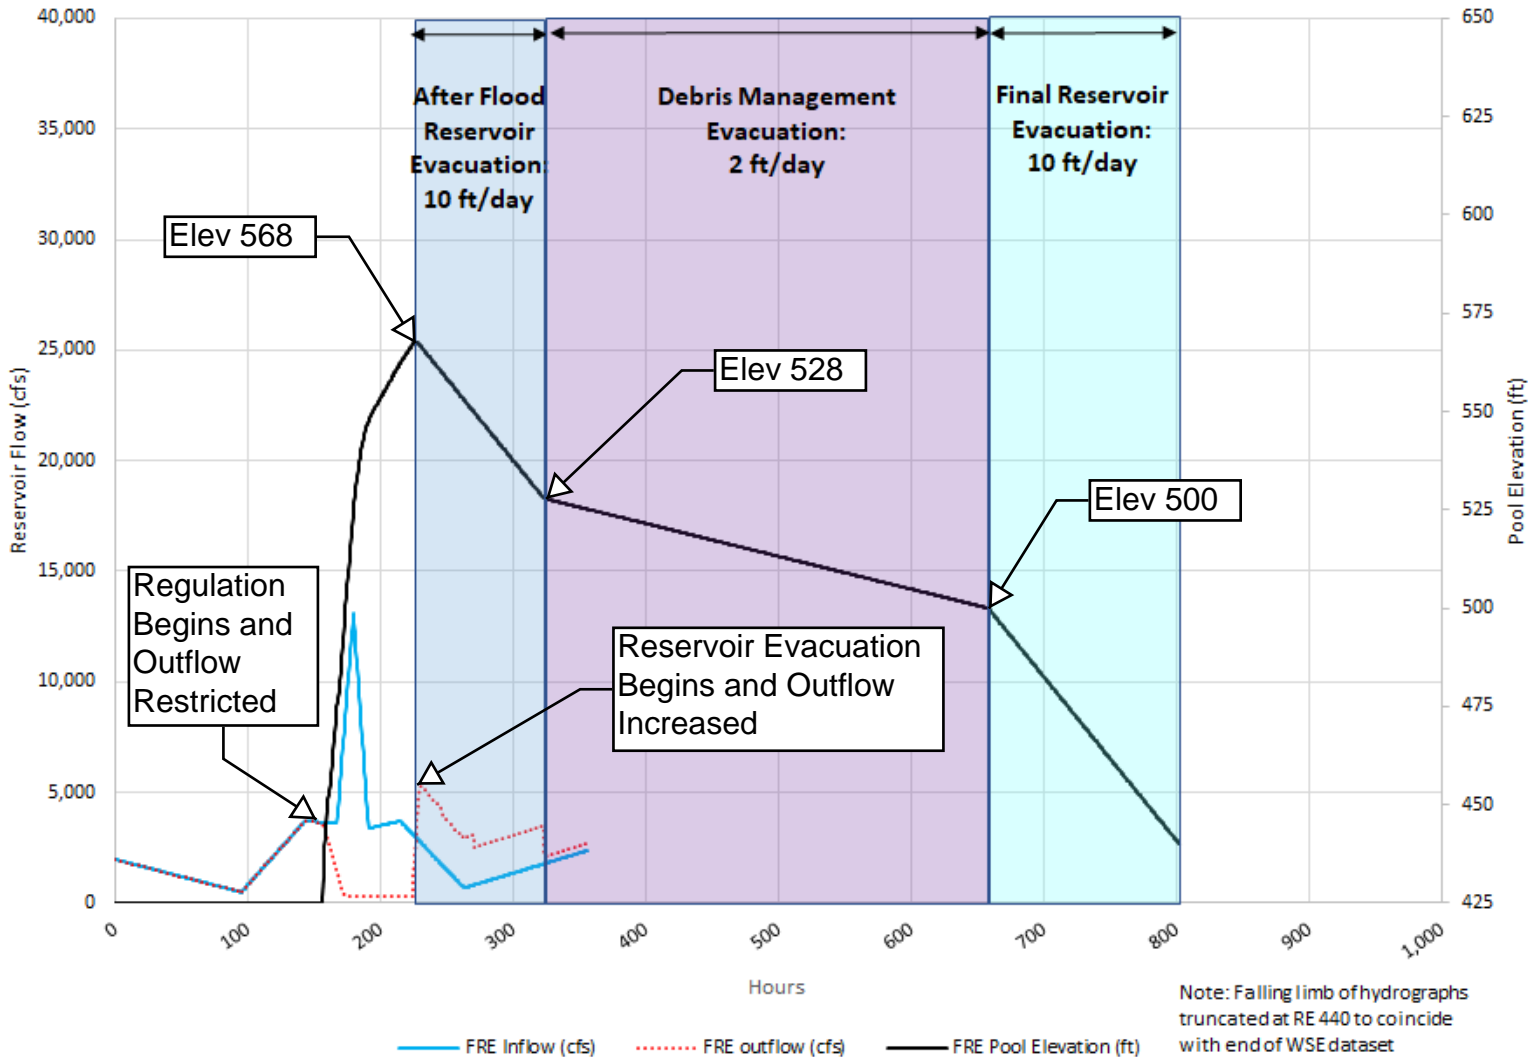 40,000
35,000
30,000
25,000
20,000
15,000
10,000
5,000
0
Reservoir Flow (cfs)
650
625
600
575
550
525
500
475
450
425
Pool Elevation (ft)
After Flood
Reservoir
Evacuation:
10 ft/day
Debris Management
Evacuation:
2 ft/day
Final Reservoir
Evacuation:
10 ft/day
Elev 568
Elev 528
Elev 500
Regulation
Begins and
Outflow
Restricted
Reservoir Evacuation
Begins and Outflow
Increased
0
100
200
300
400
500
600
700
800
900
1,000
Hours
Note: Falling limb of hydrographs
truncated at RE 440 to coincide
with end of WSE dataset
FRE Inflow (cfs)
FRE outflow (cfs)
FRE Pool Elevation (ft)